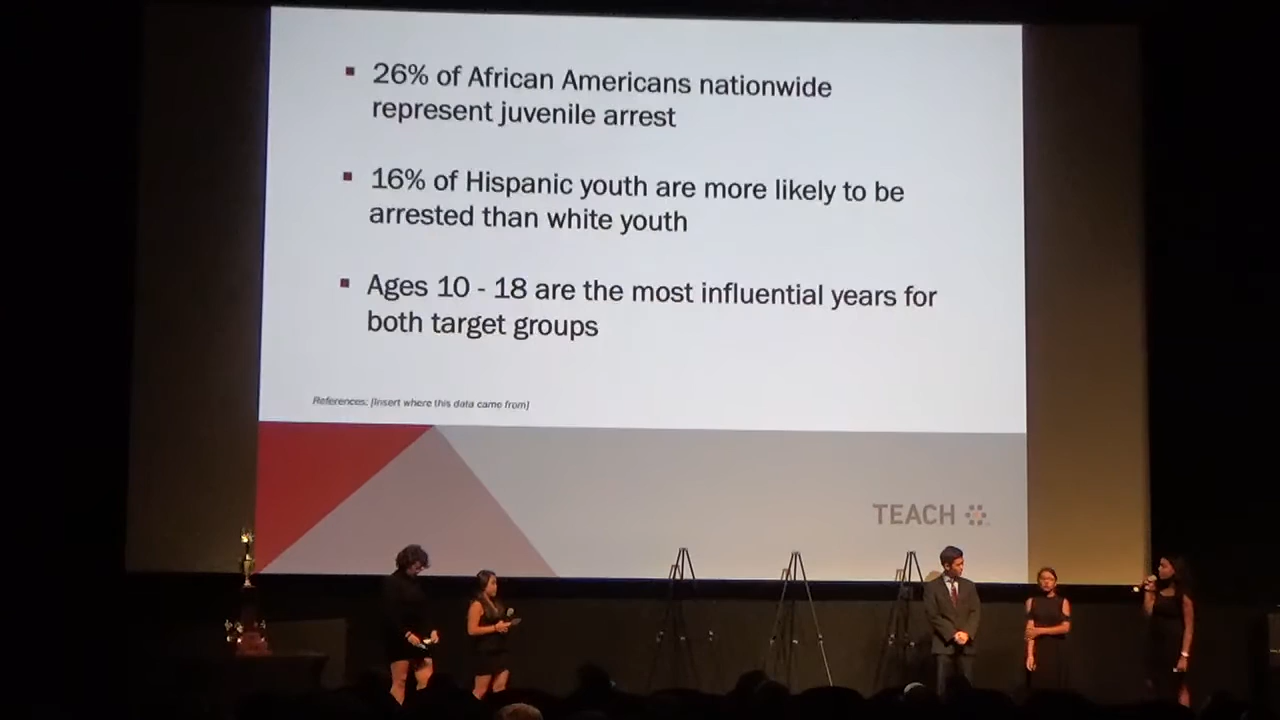 ▪ 26% of African Americans nationwide
represent juvenile arrest
▪ 16% of Hispanic youth are more likely to be
arrested than white youth
▪ Ages 10 - 18 are the most influential years for
both target groups
References: [Insert where this data came from]
TEACH